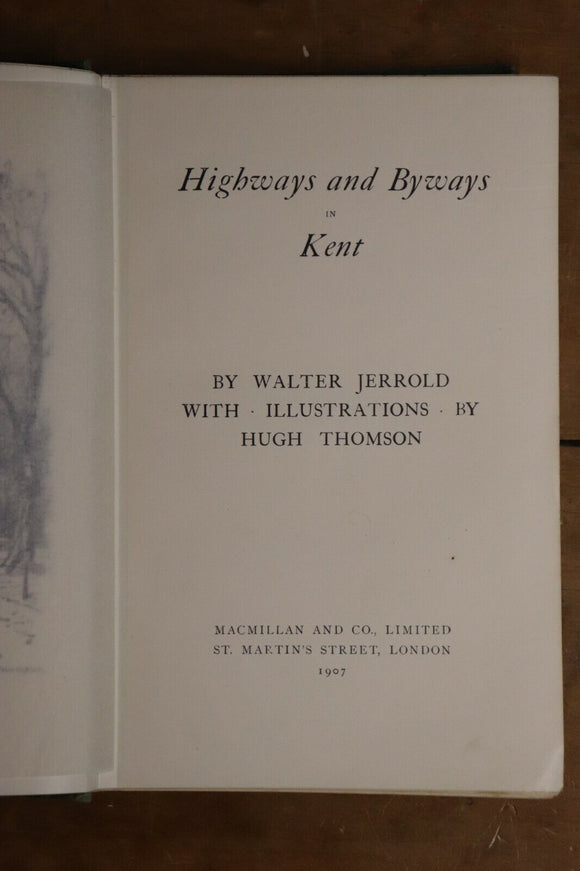 Highways and Byways
IN
Kent
BY WALTER JERROLD
WITH · ILLUSTRATIONS · BY
HUGH THOMSON
MACMILLAN AND CO., LIMITED
ST. MARTIN'S STREET, LONDON
1907